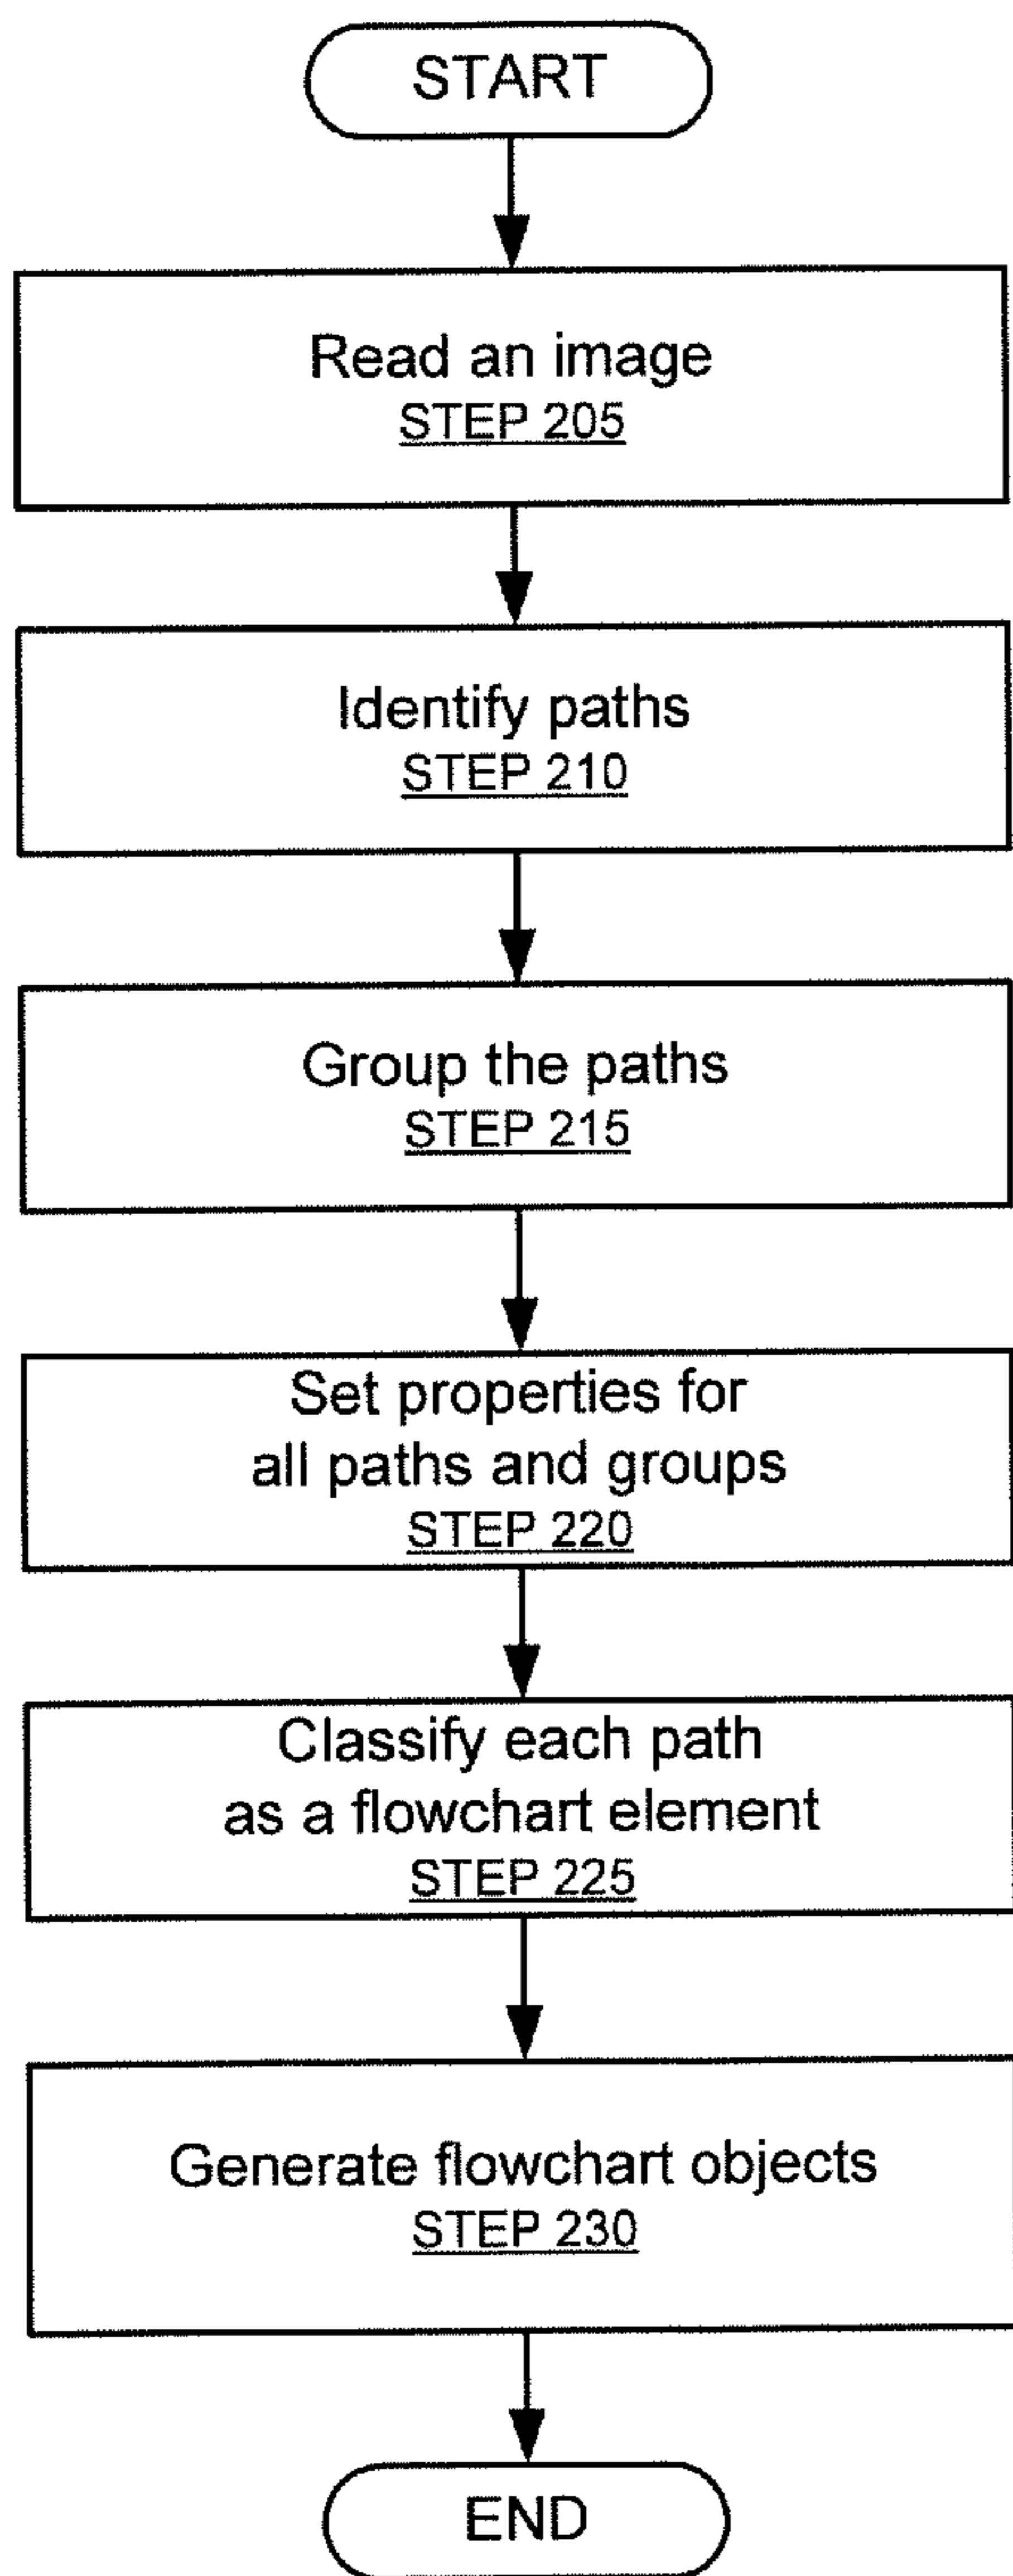 START
Read an image
STEP 205
Identify paths
STEP 210
Group the paths
STEP 215
Set properties for
all paths and groups
STEP 220
Classify each path
as a flowchart element
STEP 225
Generate flowchart objects
STEP 230
END